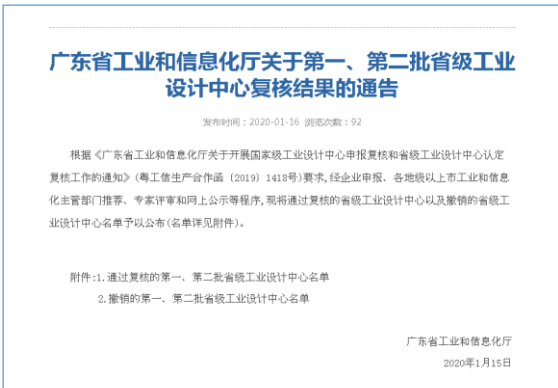 广东省工业和信息化厅关于第一、第二批省级工业
设计中心复核结果的通告
发布时间：2020-01-16 浏览次数：92
根据《广东省工业和信息化厅关于开展国家级工业设计中心申报复核和省级工业设计中心认定
复核工作的通知》(粤工信生产合作函〔2019〕1418号)要求,经企业申报、各地级以上市工业和信息
化主管部门推荐、专家评审和网上公示等程序,现将通过复核的省级工业设计中心以及撤销的省级工
业设计中心名单予以公布(名单详见附件)。
附件:1.通过复核的第一、第二批省级工业设计中心名单
2.撤销的第一、第二批省级工业设计中心名单
广东省工业和信息化厅
2020年1月15日